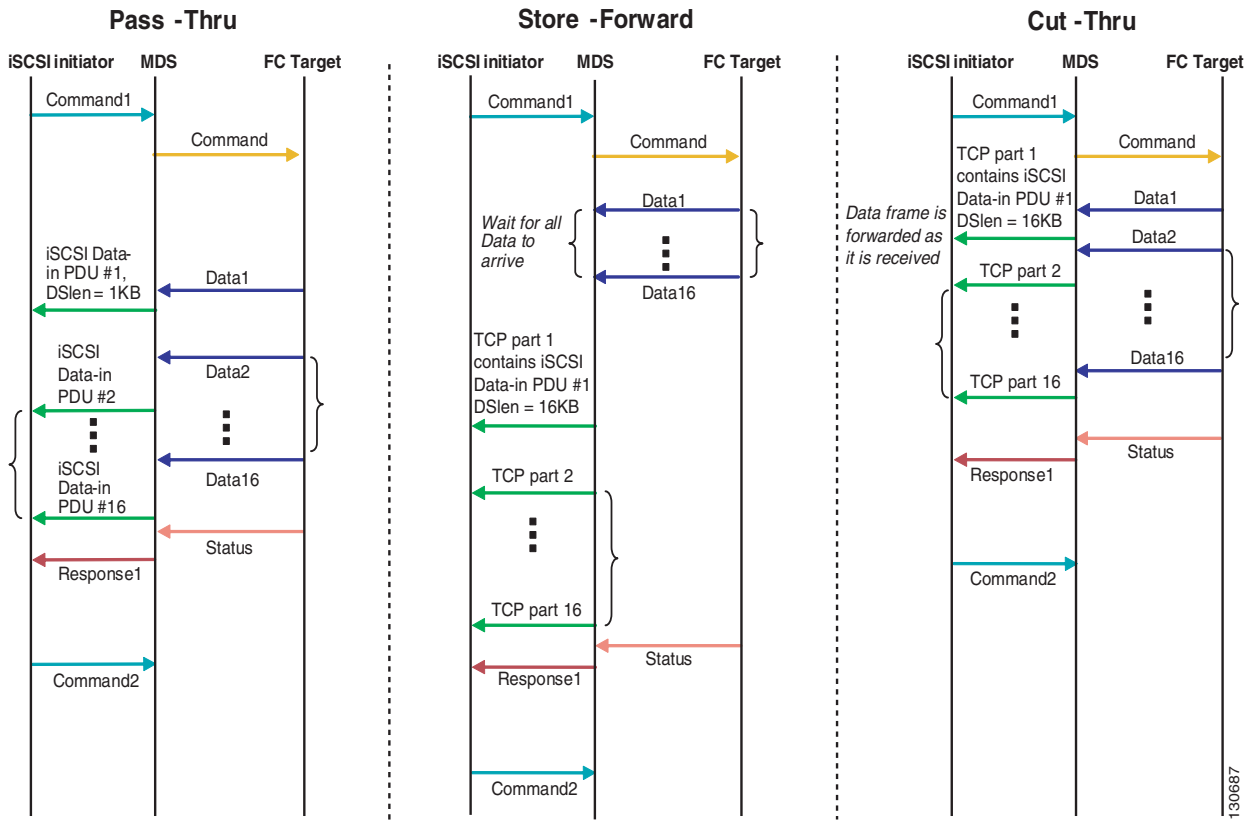 Pass -Thru
iSCSI initiator MDS FC Target
Command1
Command
iSCSI Data-
in PDU #1,
DSlen = 1KB
Data1
iSCSI
Data-in
PDU #2
Data2
iSCSI
Data-in
PDU #16
Data16
Status
Response1
Command2
Store -Forward
iSCSI initiator MDS FC Target
Command1
Command
Data1
Wait for all
Data to
arrive
Data16
TCP part 1
contains iSCSI
Data-in PDU #1
DSlen = 16KB
TCP part 2
TCP part 16
Status
Response1
Command2
Cut -Thru
iSCSI initiator MDS FC Target
Command1
Command
TCP part 1
contains iSCSI
Data-in PDU #1
DSlen = 16KB
Data1
Data frame is
forwarded as
it is received
Data2
TCP part 2
Data16
TCP part 16
Status
Response1
Command2
130687